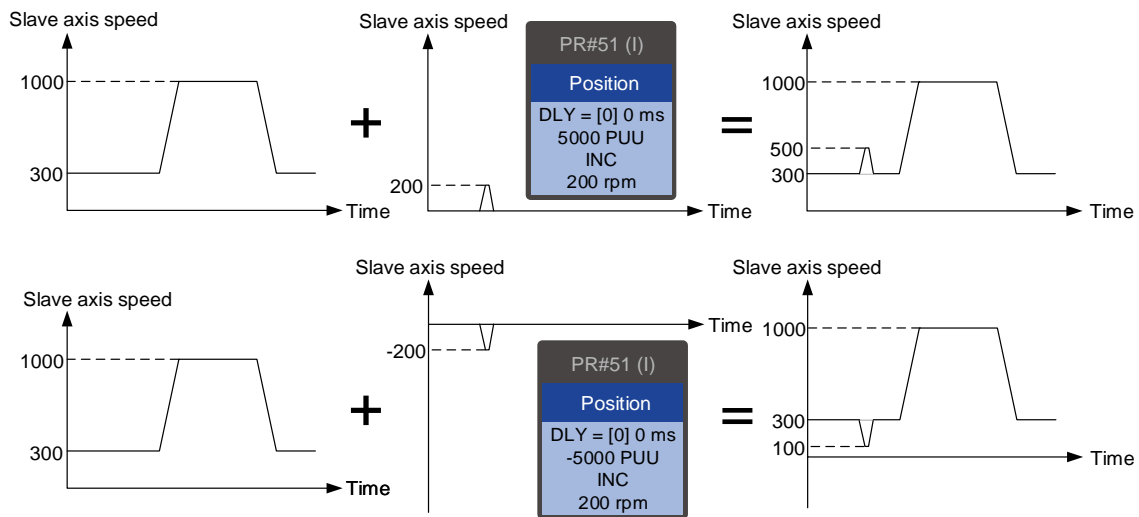 Slave axis speed
1000
300
Time
+
Slave axis speed
200
Time
PR#51 (I)
Position
DLY = [0] 0 ms
5000 PUU
INC
200 rpm
=
Slave axis speed
1000
500
300
Time
Slave axis speed
1000
300
Time
+
Slave axis speed
-200
Time
PR#51 (I)
Position
DLY = [0] 0 ms
-5000 PUU
INC
200 rpm
=
Slave axis speed
1000
300
100
Time